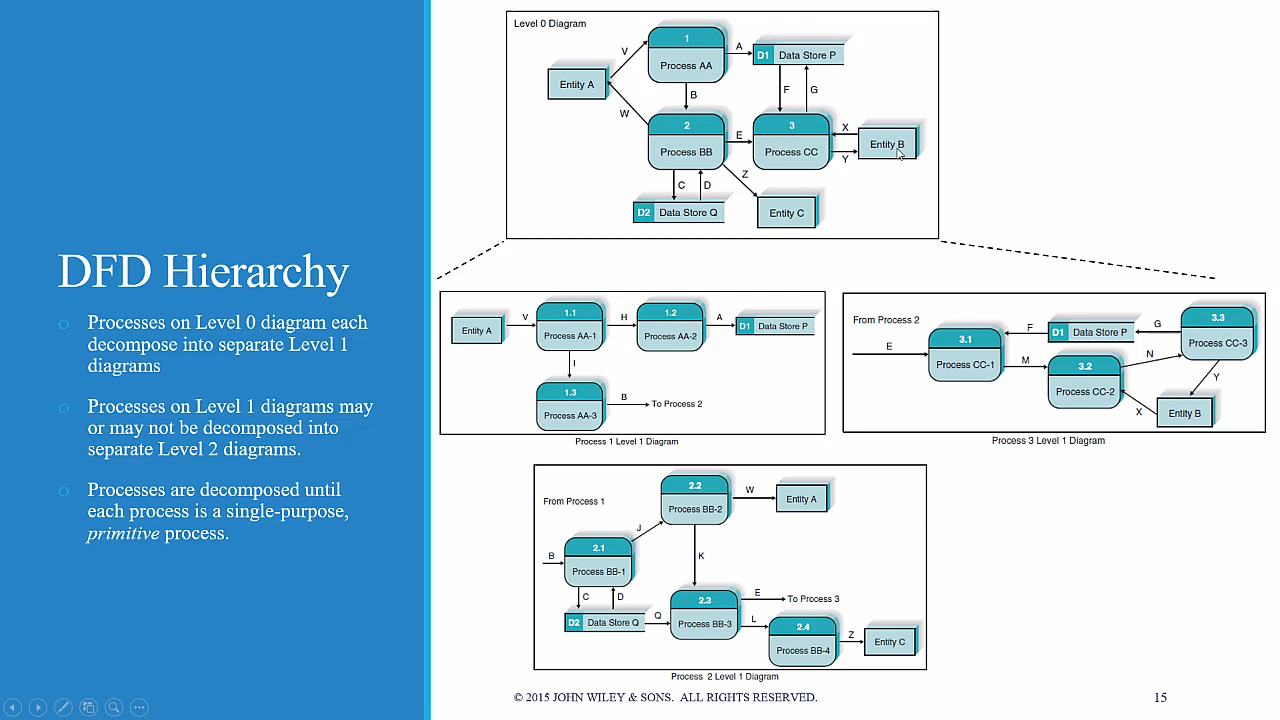 DFD Hierarchy
Processes on Level 0 diagram each
decompose into separate Level 1
diagrams
Processes on Level 1 diagrams may
or may not be decomposed into
separate Level 2 diagrams.
Processes are decomposed until
each process is a single-purpose,
primitive process.
Level 0 Diagram
1
Process AA
A
D1 Data Store P
V
Entity A
B
F
G
W
2
Process BB
E
3
Process CC
X
Y
Entity B
C
D
Z
D2 Data Store Q
Entity C
Entity A
V
1.1
Process AA-1
H
1.2
Process AA-2
A
D1 Data Store P
I
1.3
Process AA-3
B
To Process 2
Process 1 Level 1 Diagram
From Process 2
E
3.1
Process CC-1
F
D1 Data Store P
G
3.3
Process CC-3
M
3.2
Process CC-2
N
Y
X
Entity B
Process 3 Level 1 Diagram
From Process 1
B
2.1
Process BB-1
J
2.2
Process BB-2
W
Entity A
K
C
D
D2 Data Store Q
Q
2.3
Process BB-3
E
To Process 3
L
2.4
Process BB-4
Z
Entity C
Process 2 Level 1 Diagram
© 2015 JOHN WILEY & SONS. ALL RIGHTS RESERVED.
15